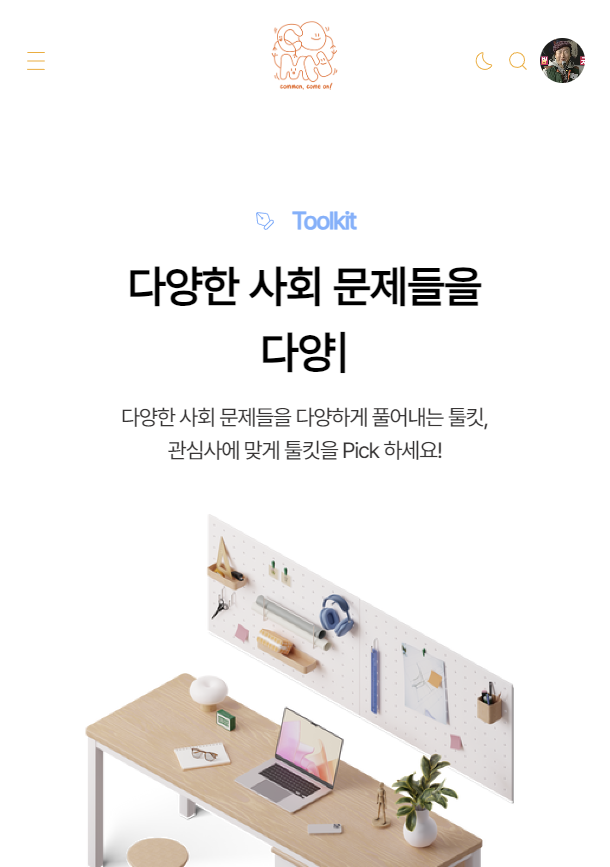 common, come on!
Toolkit
다양한 사회 문제들을
다양
다양한 사회 문제들을 다양하게 풀어내는 툴킷,
관심사에 맞게 툴킷을 Pick 하세요!